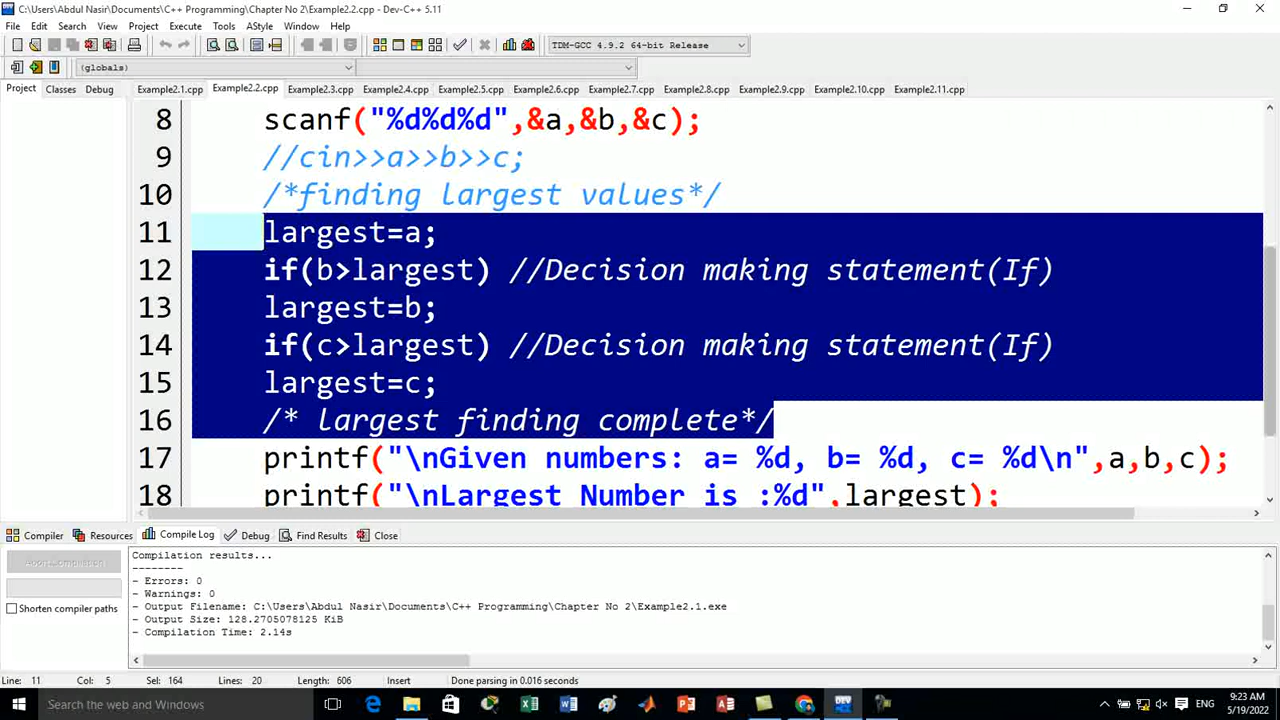 C:\Users\Abdul Nasir\Documents\C++ Programming\Chapter No 2\Example2.2.cpp - Dev-C++ 5.11
File Edit Search View Project Execute Tools AStyle Window Help
TDM-GCC 4.9.2 64-bit Release
(globals)
Project Classes Debug Example2.1.cpp Example2.2.cpp Example2.3.cpp Example2.4.cpp Example2.5.cpp Example2.6.cpp Example2.7.cpp Example2.8.cpp Example2.9.cpp Example2.10.cpp Example2.11.cpp
8 scanf("%d%d%d",&a,&b,&c);
9 //cin>>a>>b>>c;
10 /*finding largest values*/
11 largest=a;
12 if(b>largest) //Decision making statement(If)
13 largest=b;
14 if(c>largest) //Decision making statement(If)
15 largest=c;
16 /* largest finding complete*/
17 printf("\nGiven numbers: a= %d, b= %d, c= %d\n",a,b,c);
18 printf("\nLargest Number is :%d",largest);
Compiler Resources Compile Log Debug Find Results Close
Abort Compilation
Shorten compiler paths
Compilation results...
--------
- Errors: 0
- Warnings: 0
- Output Filename: C:\Users\Abdul Nasir\Documents\C++ Programming\Chapter No 2\Example2.1.exe
- Output Size: 128.2705078125 KiB
- Compilation Time: 2.14s
Line: 11 Col: 5 Sel: 164 Lines: 20 Length: 606 Insert Done parsing in 0.016 seconds
Search the web and Windows
ENG
9:23 AM
5/19/2022